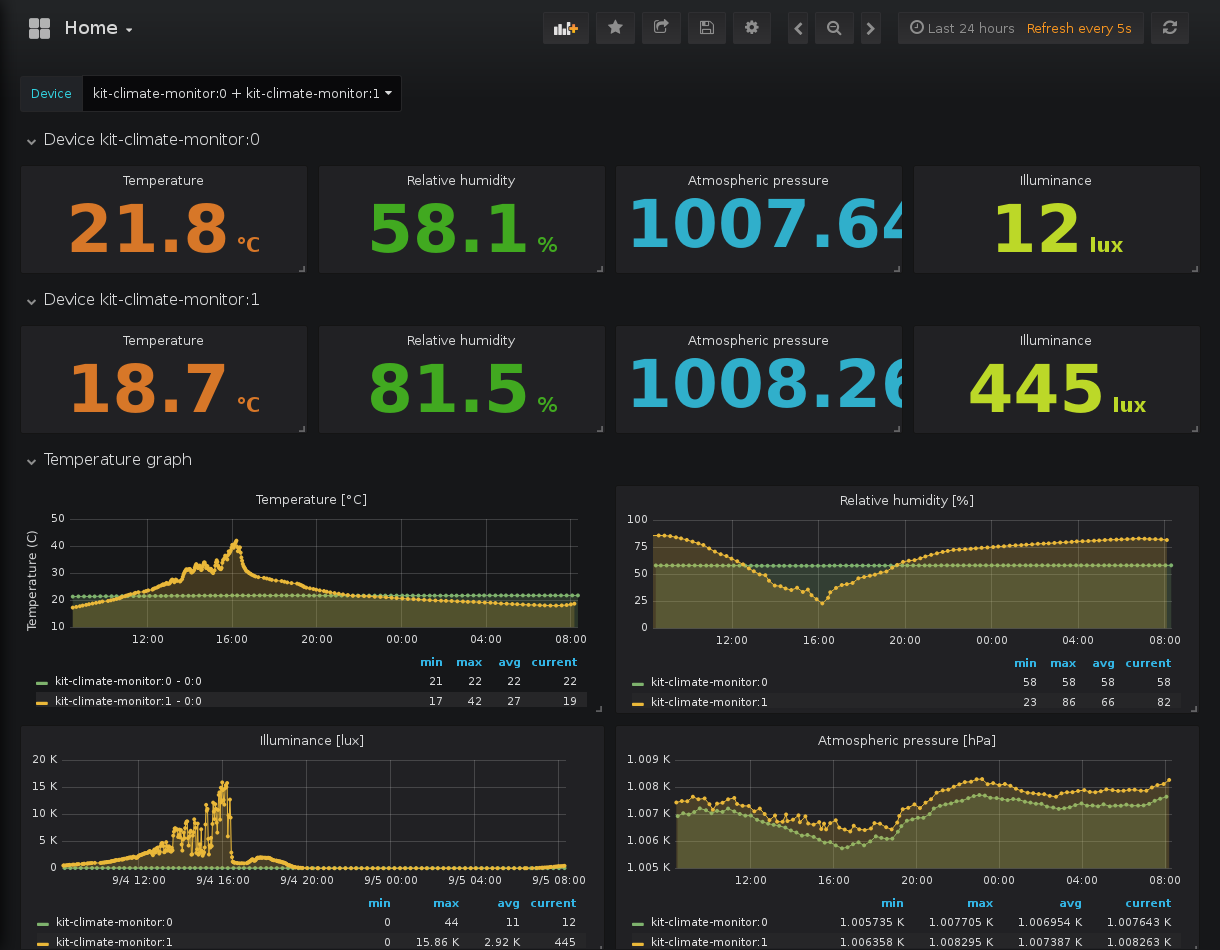 Home
Last 24 hours Refresh every 5s
Device kit-climate-monitor:0 + kit-climate-monitor:1
Device kit-climate-monitor:0
Temperature Relative humidity Atmospheric pressure Illuminance
21.8 °C 58.1 % 1007.64 12 lux
Device kit-climate-monitor:1
Temperature Relative humidity Atmospheric pressure Illuminance
18.7 °C 81.5 % 1008.26 445 lux
Temperature graph
Temperature [°C]
Temperature (C)
50
40
30
20
10
12:00 16:00 20:00 00:00 04:00 08:00
min max avg current
kit-climate-monitor:0 - 0:0 21 22 22 22
kit-climate-monitor:1 - 0:0 17 42 27 19
Relative humidity [%]
100
75
50
25
0
12:00 16:00 20:00 00:00 04:00 08:00
min max avg current
kit-climate-monitor:0 58 58 58 58
kit-climate-monitor:1 23 86 66 82
Illuminance [lux]
20 K
15 K
10 K
5 K
0
9/4 12:00 9/4 16:00 9/4 20:00 9/5 00:00 9/5 04:00 9/5 08:00
min max avg current
kit-climate-monitor:0 0 44 11 12
kit-climate-monitor:1 0 15.86 K 2.92 K 445
Atmospheric pressure [hPa]
1.009 K
1.008 K
1.007 K
1.006 K
1.005 K
12:00 16:00 20:00 00:00 04:00 08:00
min max avg current
kit-climate-monitor:0 1.005735 K 1.007705 K 1.006954 K 1.007643 K
kit-climate-monitor:1 1.006358 K 1.008295 K 1.007387 K 1.008263 K